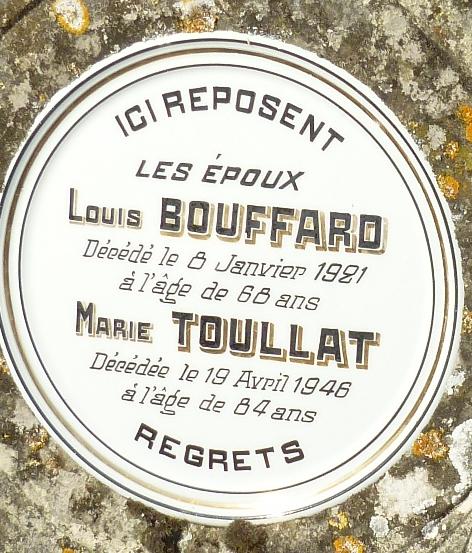 ICI REPOSENT
LES ÉPOUX
LOUIS BOUFFARD
Décédé le 8 Janvier 1921
à l'âge de 68 ans
MARIE TOULLAT
Décédée le 19 Avril 1946
à l'âge de 84 ans
REGRETS